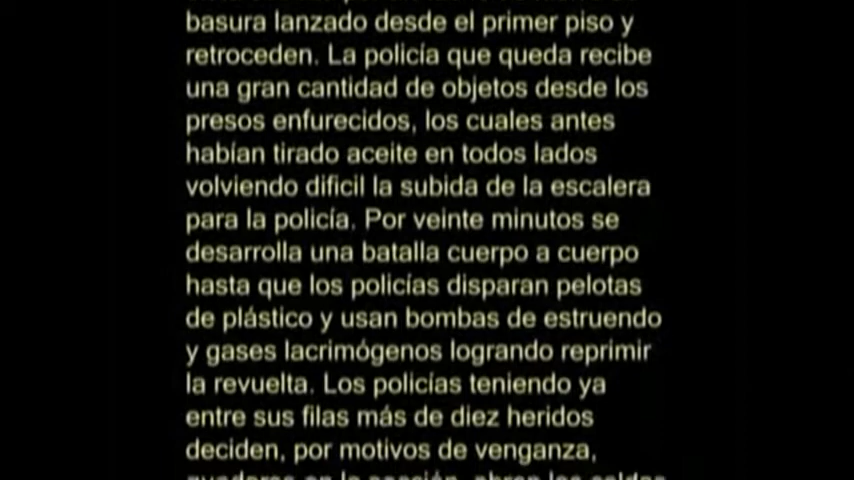 basura lanzado desde el primer piso y
retroceden. La policía que queda recibe
una gran cantidad de objetos desde los
presos enfurecidos, los cuales antes
habían tirado aceite en todos lados
volviendo dificil la subida de la escalera
para la policía. Por veinte minutos se
desarrolla una batalla cuerpo a cuerpo
hasta que los policías disparan pelotas
de plástico y usan bombas de estruendo
y gases lacrimógenos logrando reprimir
la revuelta. Los policías teniendo ya
entre sus filas más de diez heridos
deciden, por motivos de venganza,